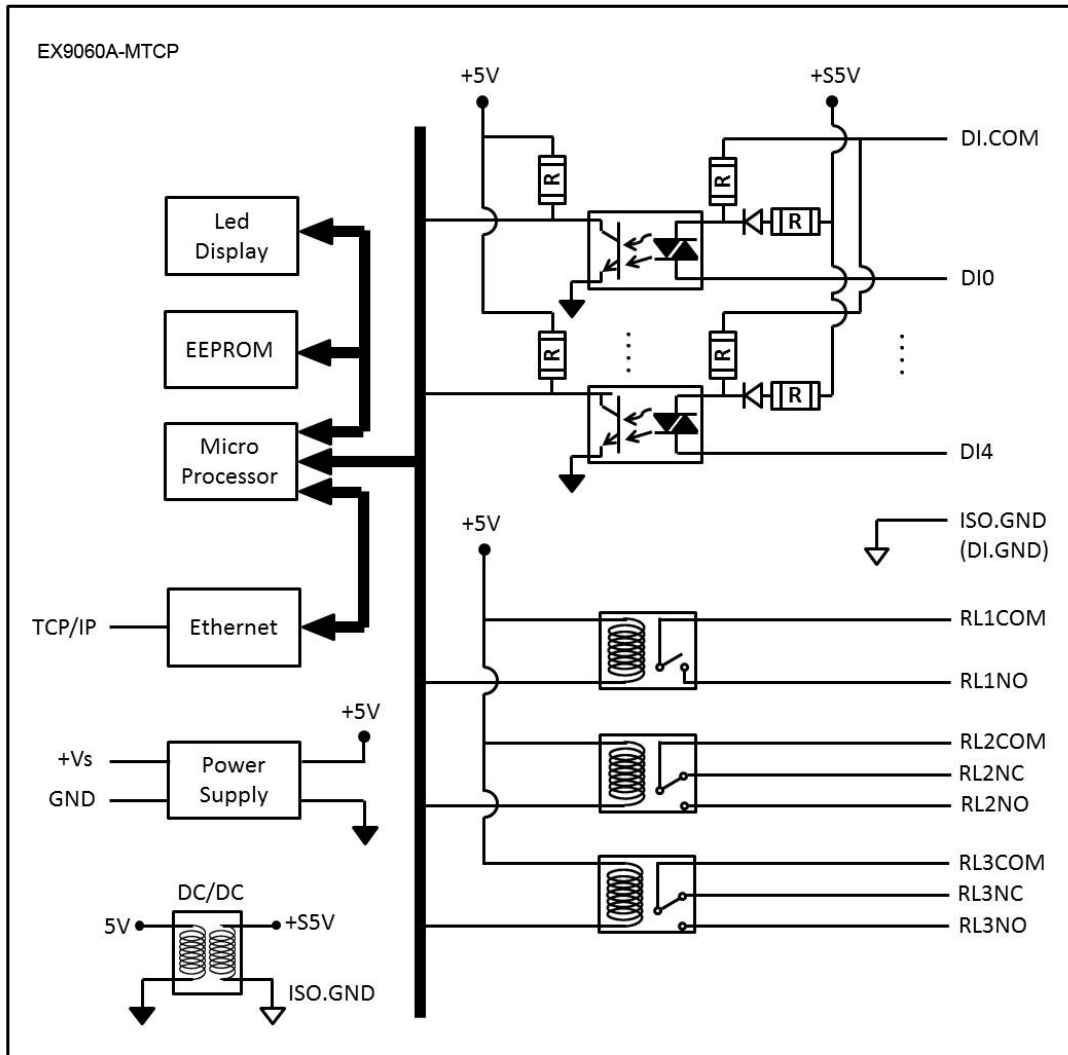 EX9060A-MTCP
+5V
+S5V
DI.COM
R
R
R
Led
Display
DI0
EEPROM
R
R
R
Micro
Processor
DI4
+5V
ISO.GND
(DI.GND)
TCP/IP
Ethernet
RL1COM
RL1NO
+5V
+Vs
GND
Power
Supply
RL2COM
RL2NC
RL2NO
DC/DC
5V
+S5V
ISO.GND
RL3COM
RL3NC
RL3NO